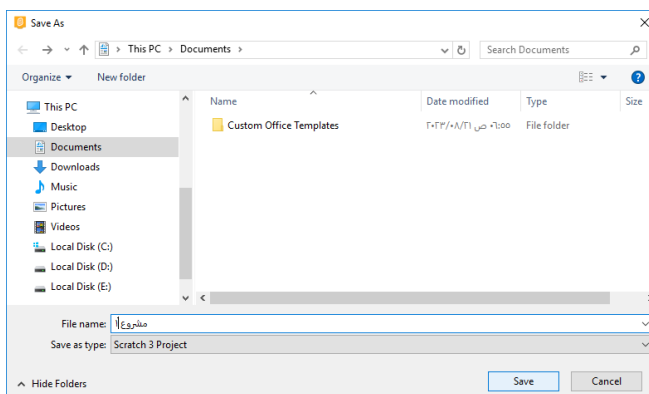 Save As
This PC > Documents >
Search Documents
Organize
New folder
This PC
Desktop
Documents
Downloads
Music
Pictures
Videos
Local Disk (C:)
Local Disk (D:)
Local Disk (E:)
Name
Date modified
Type
Size
Custom Office Templates
٢٠٢٣/٠٨/٢١ ٠٦:٥٥ ص
File folder
File name: مشروع ١
Save as type: Scratch 3 Project
Hide Folders
Save
Cancel